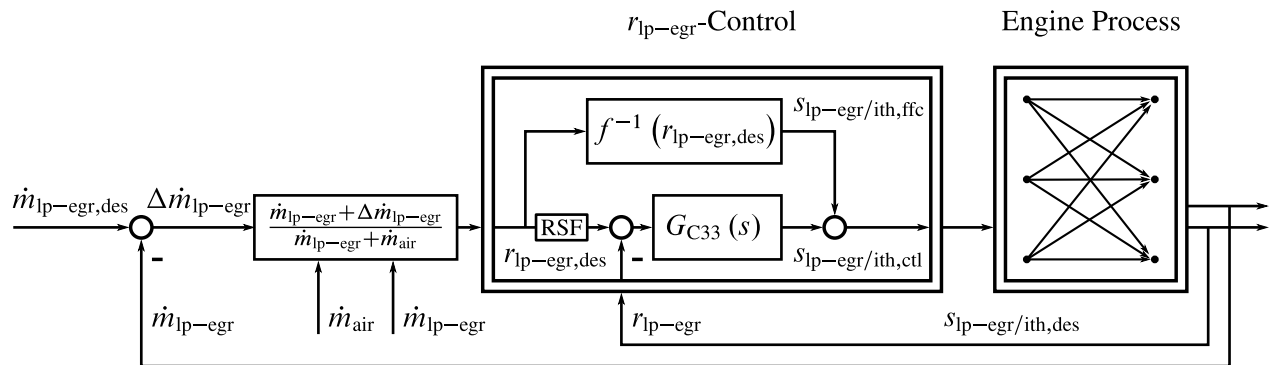 r_lp−egr-Control
Engine Process
s_lp−egr/ith,ffc
f⁻¹ (r_lp−egr,des)
ṁ_lp−egr,des
Δṁ_lp−egr
ṁ_lp−egr + Δṁ_lp−egr
ṁ_lp−egr + ṁ_air
RSF
G_C33 (s)
r_lp−egr,des
-
s_lp−egr/ith,ctl
-
ṁ_lp−egr
ṁ_air
ṁ_lp−egr
r_lp−egr
s_lp−egr/ith,des